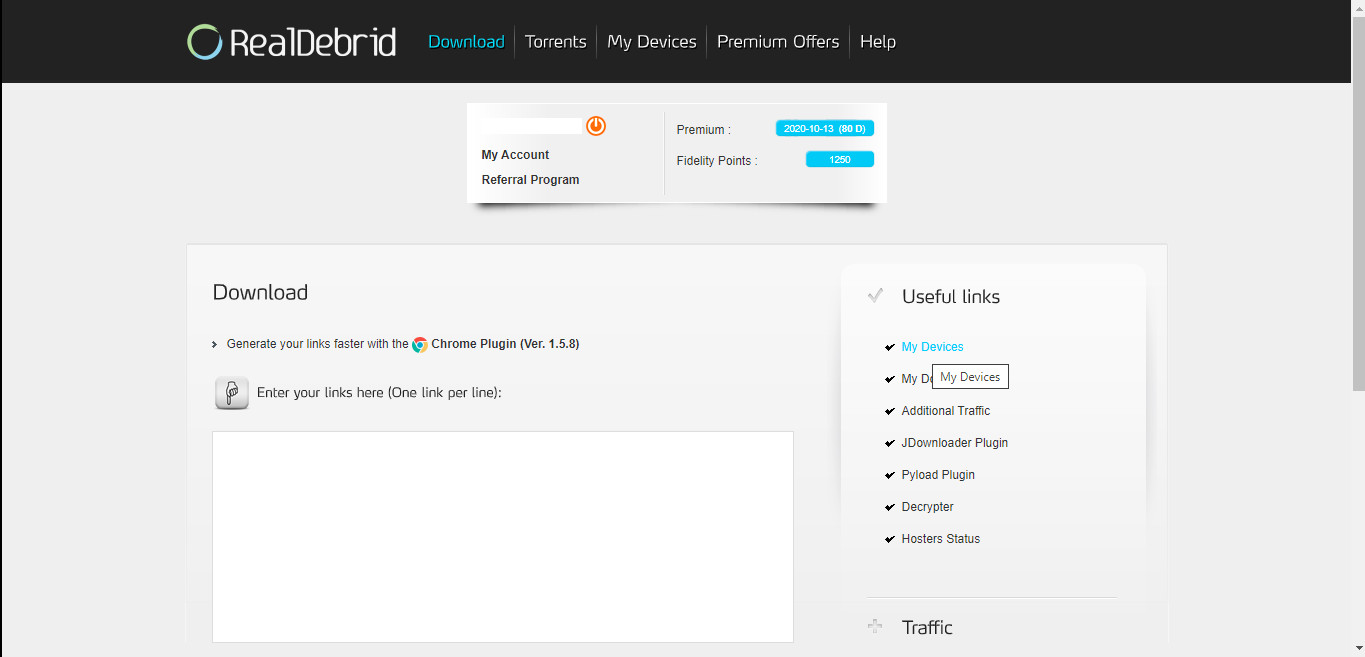 RealDebrid
Download Torrents My Devices Premium Offers Help
My Account
Referral Program
Premium : 2020-10-13 (80 D)
Fidelity Points : 1250
Download
Generate your links faster with the Chrome Plugin (Ver. 1.5.8)
Enter your links here (One link per line):
Useful links
My Devices
My D
My Devices
Additional Traffic
JDownloader Plugin
Pyload Plugin
Decrypter
Hosters Status
Traffic